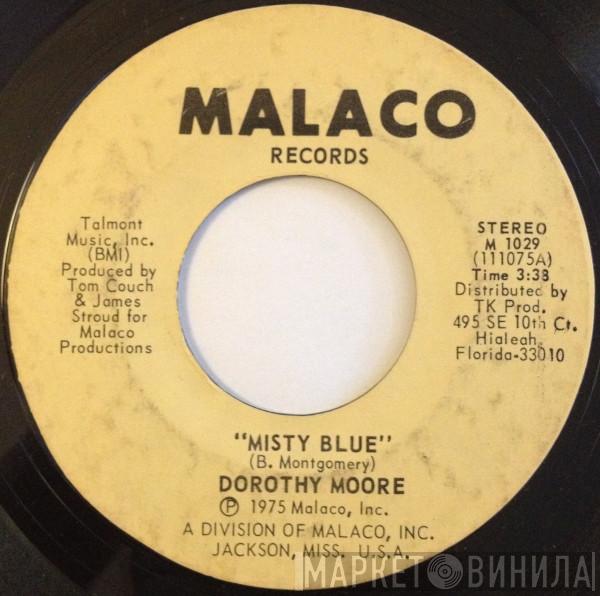 MALACO
RECORDS
Talmont
Music, Inc.
(BMI)
Produced by
Tom Couch
& James
Stroud for
Malaco
Productions
STEREO
M 1029
(111075A)
Time 3:38
Distributed by
TK Prod.
495 SE 10th Ct.
Hialeah,
Florida-33010
"MISTY BLUE"
(B. Montgomery)
DOROTHY MOORE
℗ 1975 Malaco, Inc.
A DIVISION OF MALACO, INC.
JACKSON, MISS. U.S.A.
МАРКЕТ ВИНИЛА